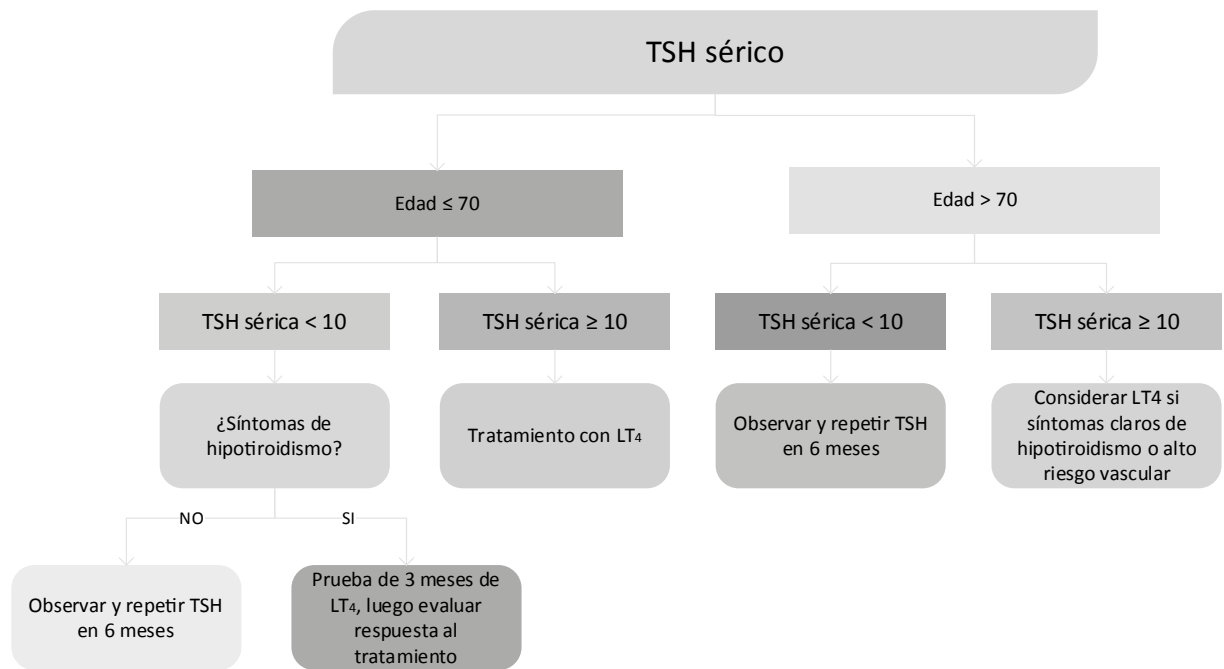 TSH sérico
Edad ≤ 70
Edad > 70
TSH sérica < 10
TSH sérica ≥ 10
TSH sérica < 10
TSH sérica ≥ 10
¿Síntomas de
hipotiroidismo?
Tratamiento con LT₄
Observar y repetir TSH
en 6 meses
Considerar LT4 si
síntomas claros de
hipotiroidismo o alto
riesgo vascular
NO
SI
Observar y repetir TSH
en 6 meses
Prueba de 3 meses de
LT₄, luego evaluar
respuesta al
tratamiento